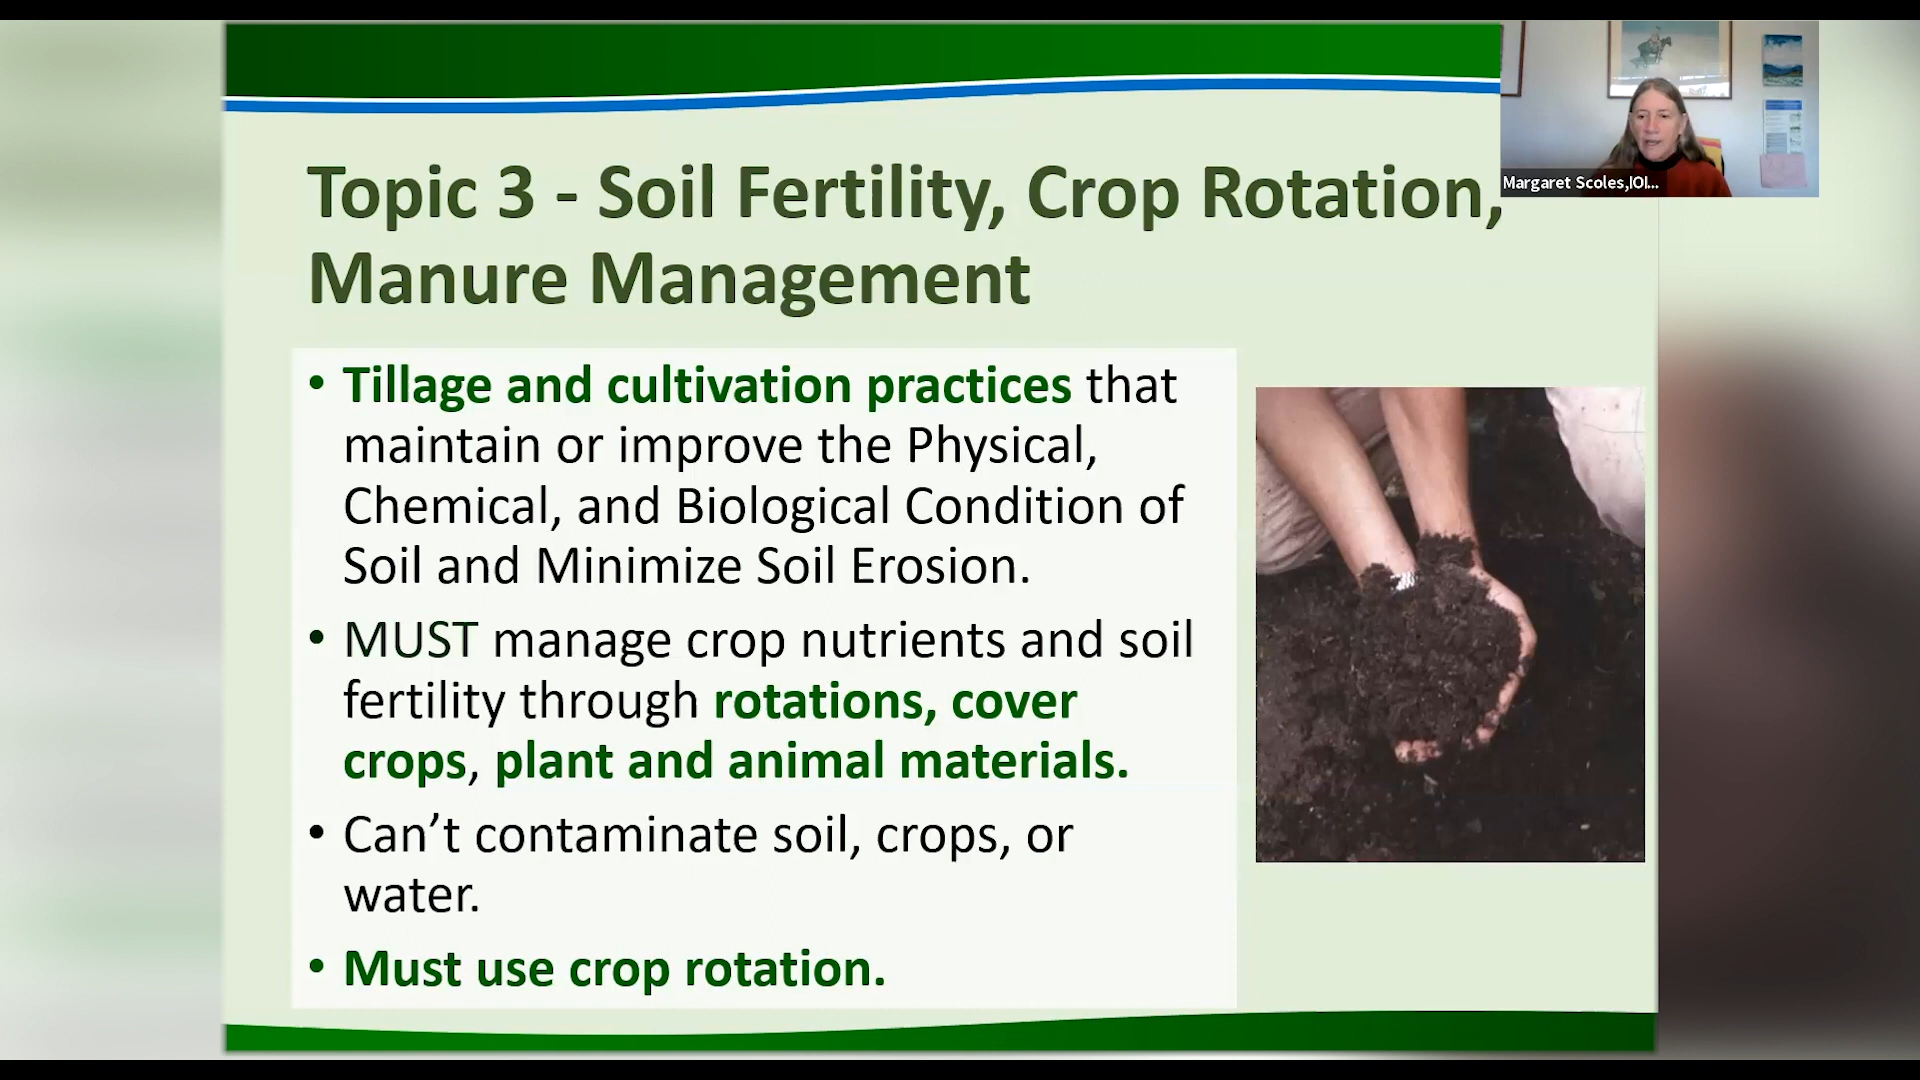 Topic 3 - Soil Fertility, Crop Rotation,
Manure Management
Margaret Scoles,IOI...
• Tillage and cultivation practices that
maintain or improve the Physical,
Chemical, and Biological Condition of
Soil and Minimize Soil Erosion.
• MUST manage crop nutrients and soil
fertility through rotations, cover
crops, plant and animal materials.
• Can’t contaminate soil, crops, or
water.
• Must use crop rotation.